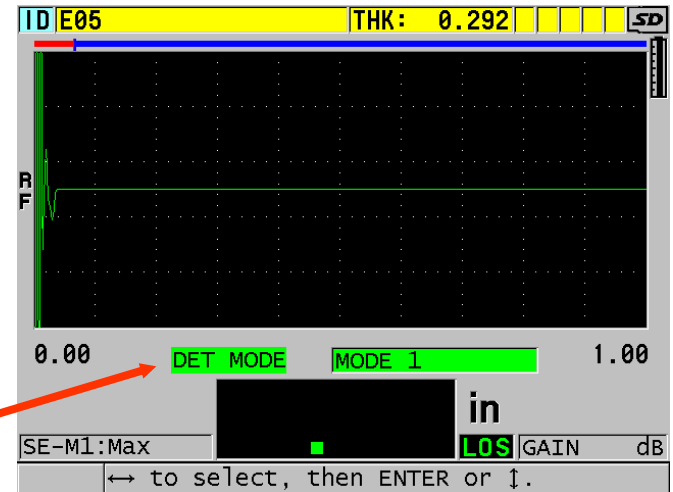 ID E05 THK: 0.292 SD
RF
0.00 DET MODE MODE 1 1.00
in
SE-M1:Max LOS GAIN dB
↔ to select, then ENTER or ↕.